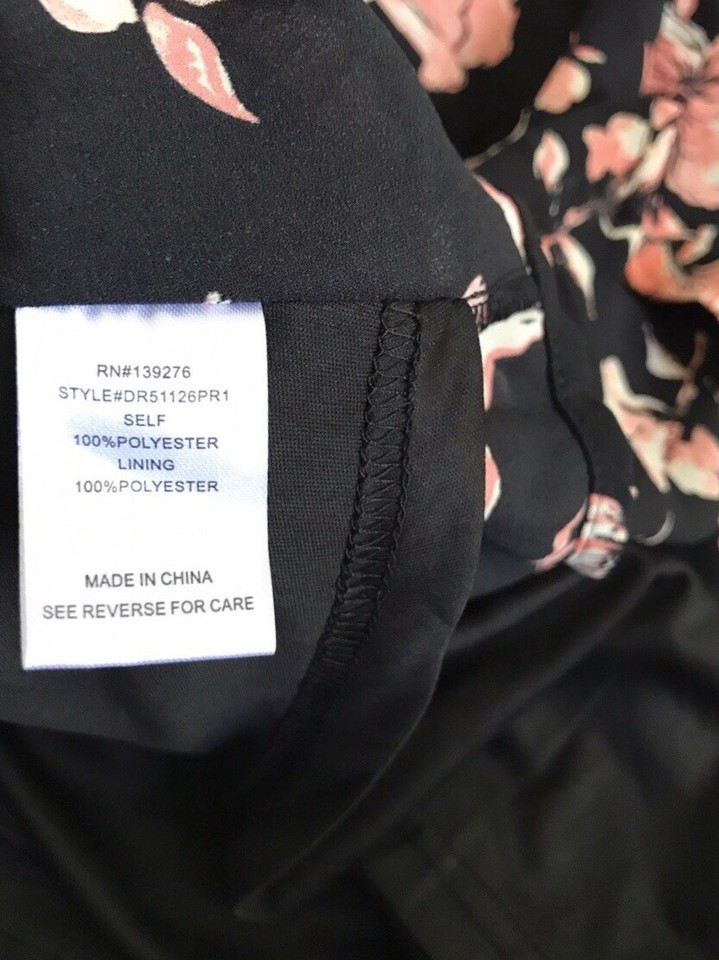 RN#139276
STYLE#DR51126PR1
SELF
100%POLYESTER
LINING
100%POLYESTER
MADE IN CHINA
SEE REVERSE FOR CARE